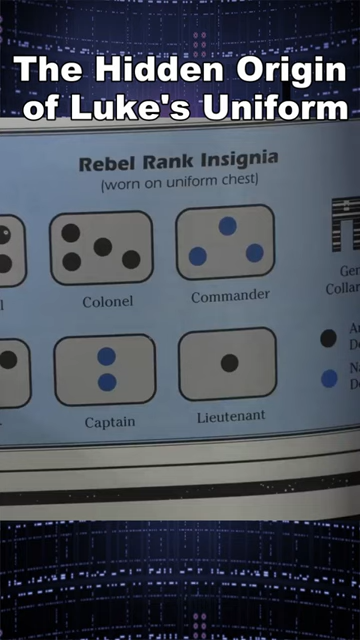 The Hidden Origin
of Luke's Uniform
Rebel Rank Insignia
(worn on uniform chest)
Colonel
Commander
Captain
Lieutenant